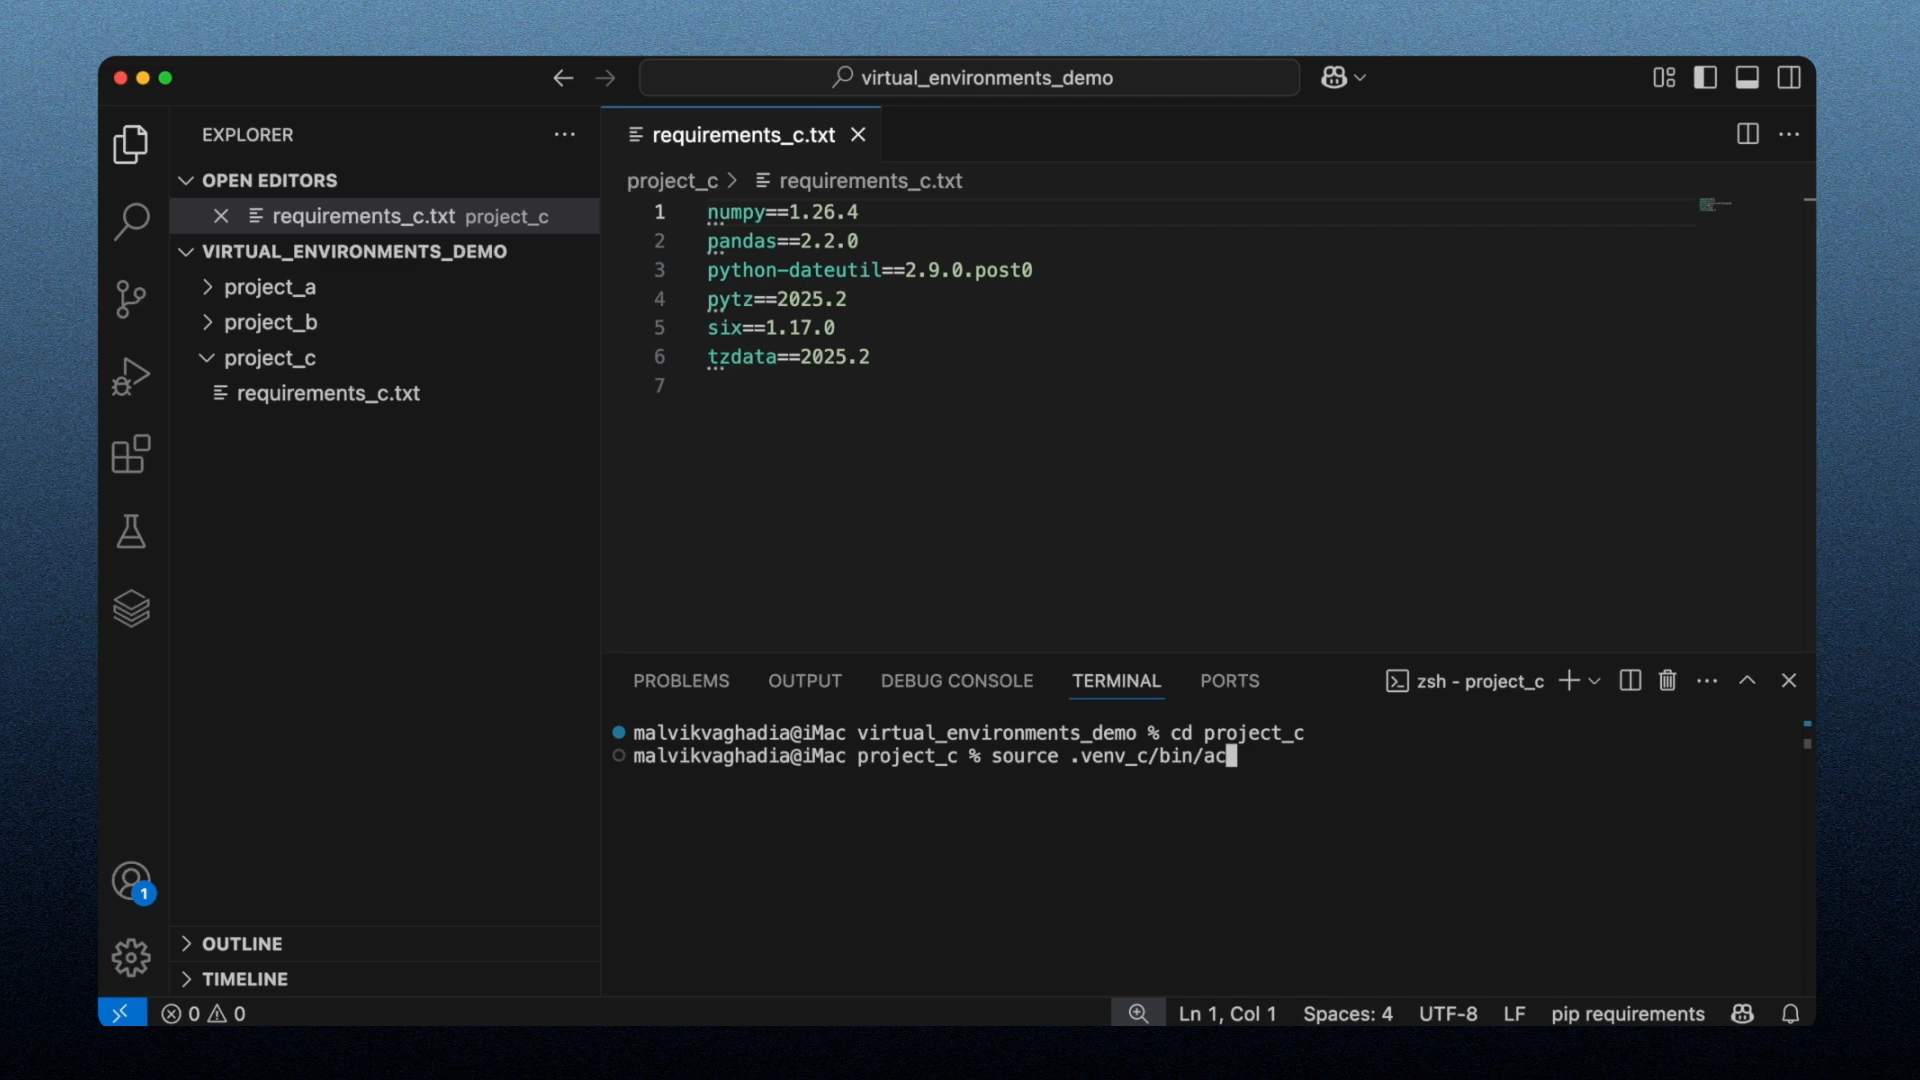 virtual_environments_demo
EXPLORER
OPEN EDITORS
requirements_c.txt project_c
VIRTUAL_ENVIRONMENTS_DEMO
project_a
project_b
project_c
requirements_c.txt
OUTLINE
TIMELINE
1
requirements_c.txt
project_c > requirements_c.txt
1 numpy==1.26.4
2 pandas==2.2.0
3 python-dateutil==2.9.0.post0
4 pytz==2025.2
5 six==1.17.0
6 tzdata==2025.2
7
PROBLEMS OUTPUT DEBUG CONSOLE TERMINAL PORTS zsh - project_c
malvikvaghadia@iMac virtual_environments_demo % cd project_c
malvikvaghadia@iMac project_c % source .venv_c/bin/ac
0 0 Ln 1, Col 1 Spaces: 4 UTF-8 LF pip requirements